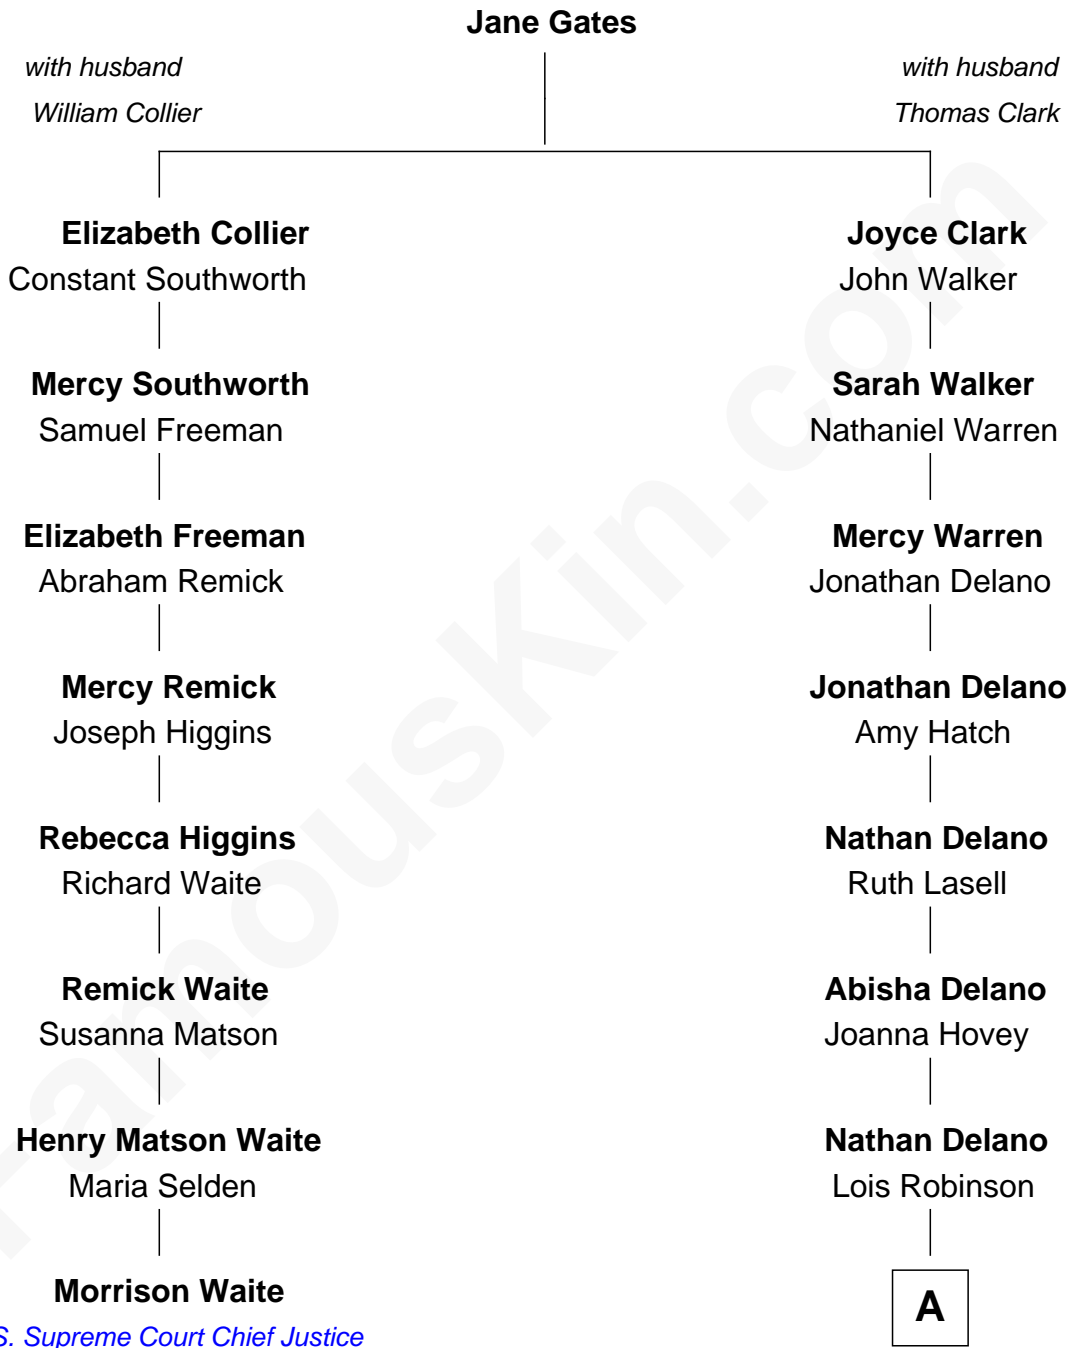 Jane Gates
with husband
William Collier
with husband
Thomas Clark
Elizabeth Collier
Constant Southworth
Joyce Clark
John Walker
Mercy Southworth
Samuel Freeman
Sarah Walker
Nathaniel Warren
Elizabeth Freeman
Abraham Remick
Mercy Warren
Jonathan Delano
Mercy Remick
Joseph Higgins
Jonathan Delano
Amy Hatch
Rebecca Higgins
Richard Waite
Nathan Delano
Ruth Lasell
Remick Waite
Susanna Matson
Abisha Delano
Joanna Hovey
Henry Matson Waite
Maria Selden
Nathan Delano
Lois Robinson
Morrison Waite
S. Supreme Court Chief Justice
A
FamousKin.com